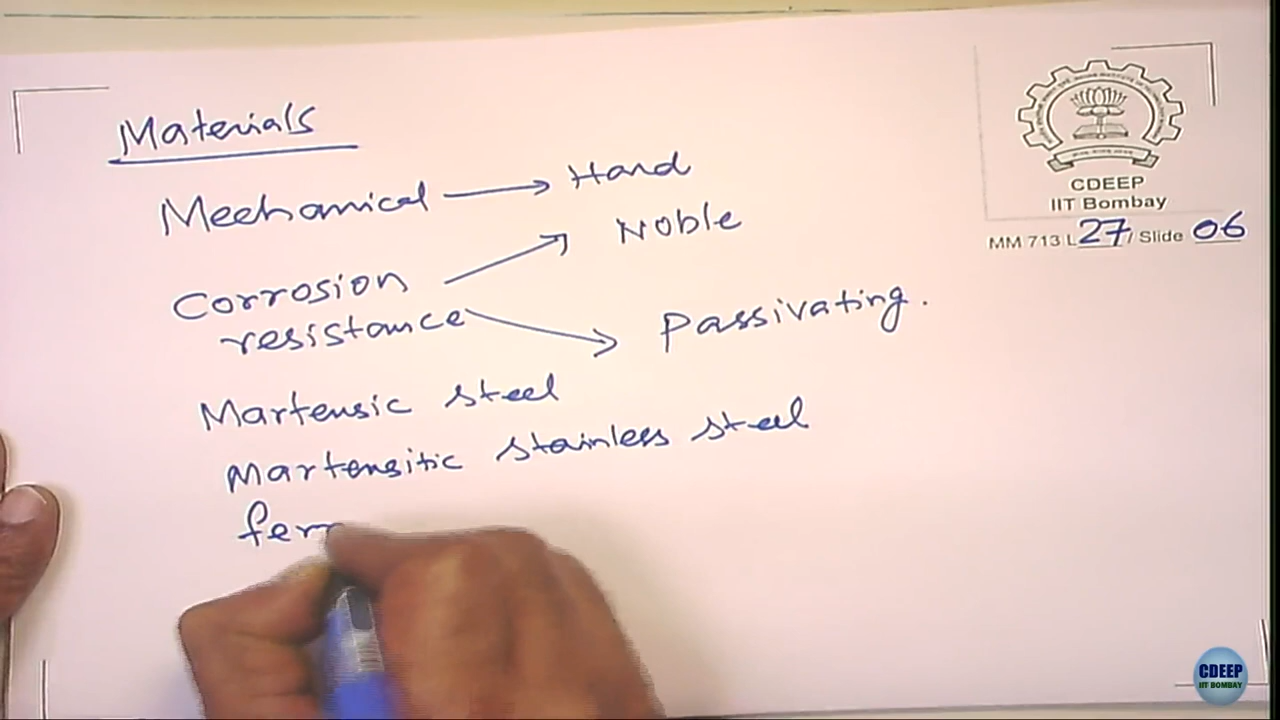 Materials
Mechanical → Hard
Noble
Corrosion
resistance
Passivating.
Martensic steel
Martensitic stainless steel
ferr
CDEEP
IIT Bombay
MM 713 L 27 / Slide 06
CDEEP
IIT BOMBAY